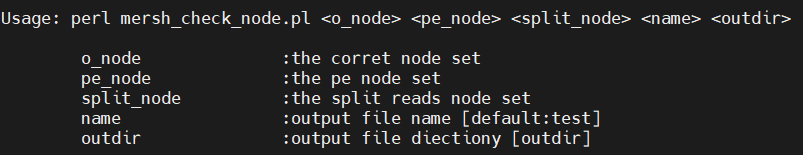 Usage: perl mersh_check_node.pl <o_node> <pe_node> <split_node> <name> <outdir>
o_node :the corret node set
pe_node :the pe node set
split_node :the split reads node set
name :output file name [default:test]
outdir :output file diectiony [outdir]